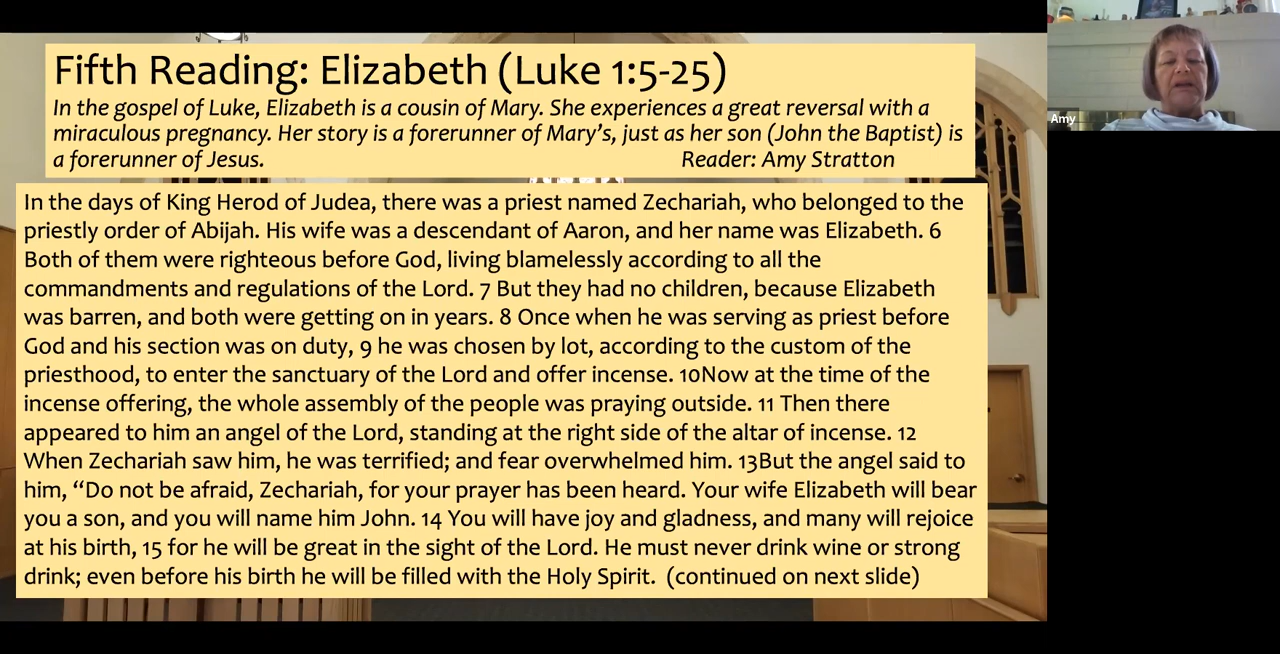 Fifth Reading: Elizabeth (Luke 1:5-25)
In the gospel of Luke, Elizabeth is a cousin of Mary. She experiences a great reversal with a
miraculous pregnancy. Her story is a forerunner of Mary’s, just as her son (John the Baptist) is
a forerunner of Jesus. Reader: Amy Stratton
In the days of King Herod of Judea, there was a priest named Zechariah, who belonged to the
priestly order of Abijah. His wife was a descendant of Aaron, and her name was Elizabeth. 6
Both of them were righteous before God, living blamelessly according to all the
commandments and regulations of the Lord. 7 But they had no children, because Elizabeth
was barren, and both were getting on in years. 8 Once when he was serving as priest before
God and his section was on duty, 9 he was chosen by lot, according to the custom of the
priesthood, to enter the sanctuary of the Lord and offer incense. 10Now at the time of the
incense offering, the whole assembly of the people was praying outside. 11 Then there
appeared to him an angel of the Lord, standing at the right side of the altar of incense. 12
When Zechariah saw him, he was terrified; and fear overwhelmed him. 13But the angel said to
him, “Do not be afraid, Zechariah, for your prayer has been heard. Your wife Elizabeth will bear
you a son, and you will name him John. 14 You will have joy and gladness, and many will rejoice
at his birth, 15 for he will be great in the sight of the Lord. He must never drink wine or strong
drink; even before his birth he will be filled with the Holy Spirit. (continued on next slide)
Amy